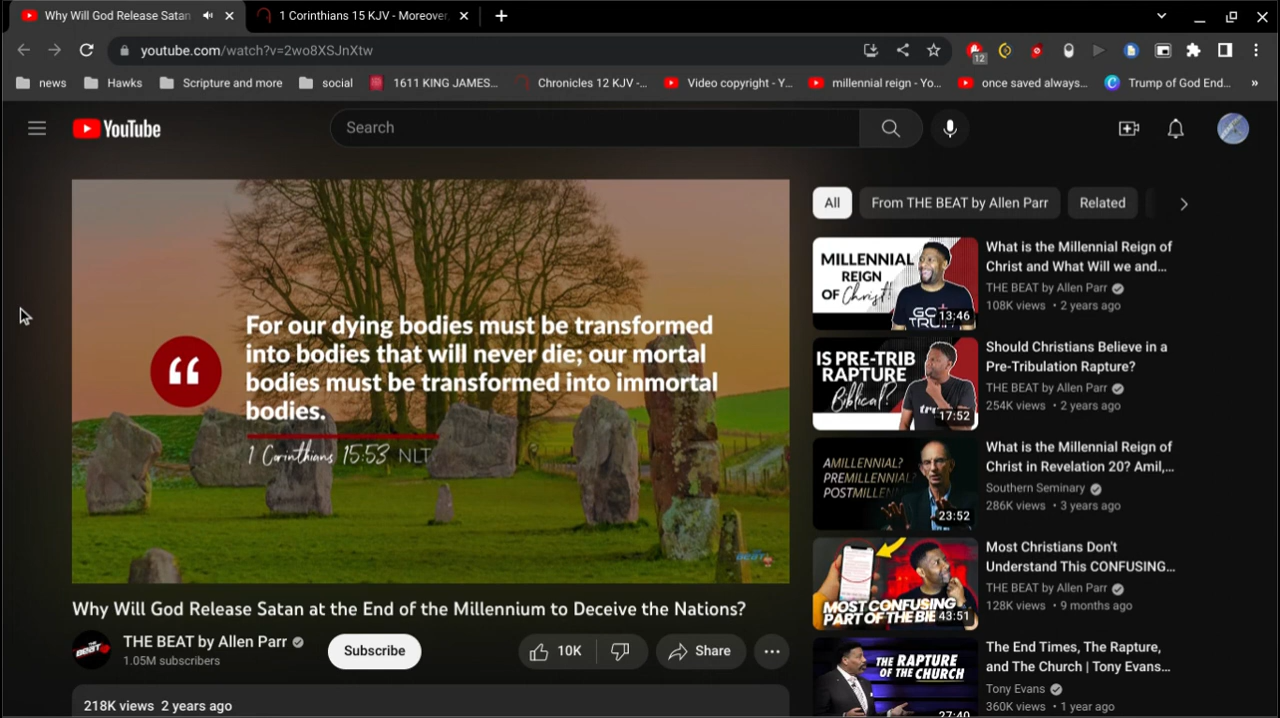 Why Will God Release Satan
1 Corinthians 15 KJV - Moreover,
youtube.com/watch?v=2wo8XSJnXtw
12
news
Hawks
Scripture and more
social
1611 KING JAMES...
Chronicles 12 KJV -...
Video copyright - Y...
millennial reign - Yo...
once saved always...
Trump of God End...
»
YouTube
Search
For our dying bodies must be transformed
into bodies that will never die; our mortal
bodies must be transformed into immortal
bodies.
1 Corinthians 15:53 NLT
Why Will God Release Satan at the End of the Millennium to Deceive the Nations?
THE BEAT by Allen Parr
1.05M subscribers
Subscribe
10K
Share
218K views 2 years ago
All
From THE BEAT by Allen Parr
Related
MILLENNIAL
REIGN
OF Christ!
13:46
What is the Millennial Reign of
Christ and What Will we and...
THE BEAT by Allen Parr
108K views • 2 years ago
IS PRE-TRIB
RAPTURE
Biblical?
17:52
Should Christians Believe in a
Pre-Tribulation Rapture?
THE BEAT by Allen Parr
254K views • 2 years ago
AMILLENNIAL?
PREMILLENNIAL?
23:52
What is the Millennial Reign of
Christ in Revelation 20? Amil,...
Southern Seminary
286K views • 3 years ago
MOST CONFUSING
PART OF THE
43:51
Most Christians Don't
Understand This CONFUSING...
THE BEAT by Allen Parr
128K views • 9 months ago
THE RAPTURE
OF THE CHURCH
27:40
The End Times, The Rapture,
and The Church | Tony Evans...
Tony Evans
360K views • 1 year ago